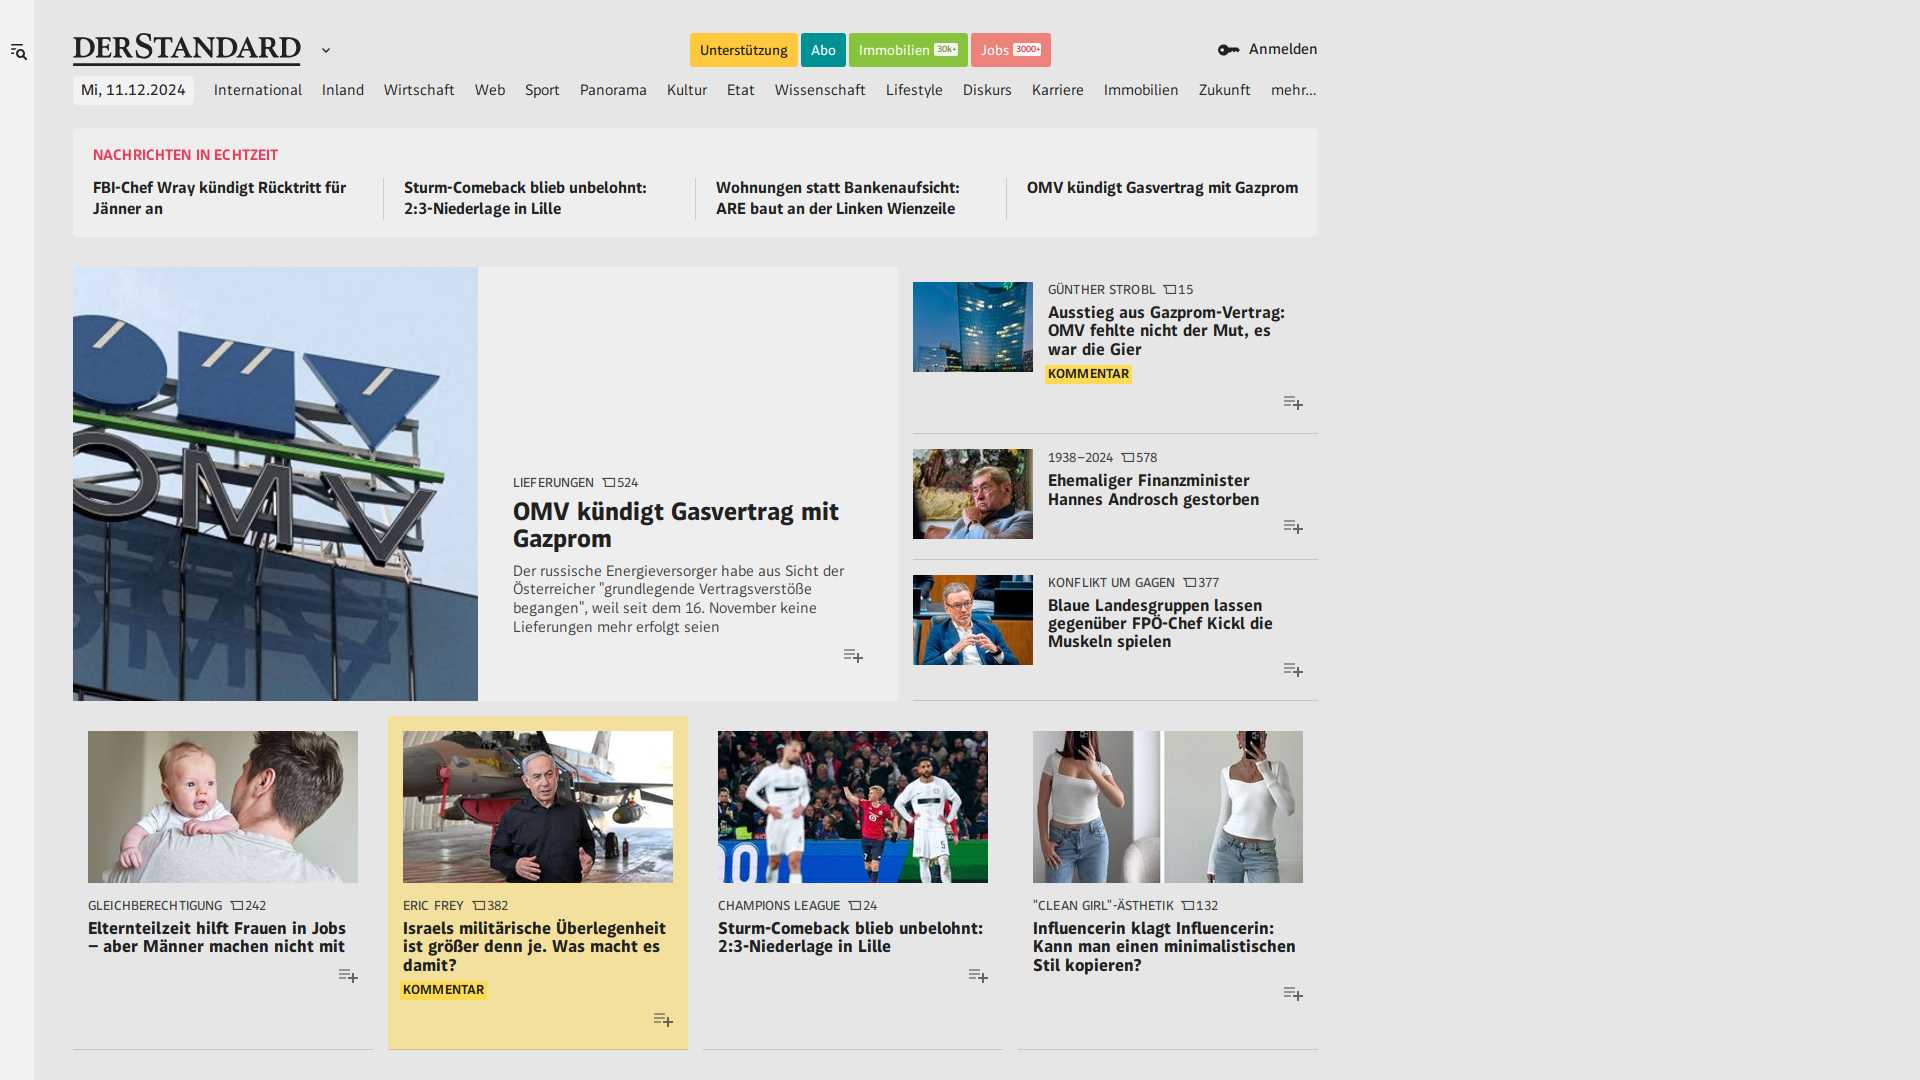 DERSTANDARD
Unterstützung
Abo
Immobilien 30k+
Jobs 3000+
Anmelden
Mi, 11.12.2024
International
Inland
Wirtschaft
Web
Sport
Panorama
Kultur
Etat
Wissenschaft
Lifestyle
Diskurs
Karriere
Immobilien
Zukunft
mehr...
NACHRICHTEN IN ECHTZEIT
FBI-Chef Wray kündigt Rücktritt für
Jänner an
Sturm-Comeback blieb unbelohnt:
2:3-Niederlage in Lille
Wohnungen statt Bankenaufsicht:
ARE baut an der Linken Wienzeile
OMV kündigt Gasvertrag mit Gazprom
OMV
LIEFERUNGEN 524
OMV kündigt Gasvertrag mit
Gazprom
Der russische Energieversorger habe aus Sicht der
Österreicher "grundlegende Vertragsverstöße
begangen", weil seit dem 16. November keine
Lieferungen mehr erfolgt seien
GÜNTHER STROBL 15
Ausstieg aus Gazprom-Vertrag:
OMV fehlte nicht der Mut, es
war die Gier
KOMMENTAR
1938–2024 578
Ehemaliger Finanzminister
Hannes Androsch gestorben
KONFLIKT UM GAGEN 377
Blaue Landesgruppen lassen
gegenüber FPÖ-Chef Kickl die
Muskeln spielen
GLEICHBERECHTIGUNG 242
Elternteilzeit hilft Frauen in Jobs
– aber Männer machen nicht mit
ERIC FREY 382
Israels militärische Überlegenheit
ist größer denn je. Was macht es
damit?
KOMMENTAR
CHAMPIONS LEAGUE 24
Sturm-Comeback blieb unbelohnt:
2:3-Niederlage in Lille
"CLEAN GIRL"-ÄSTHETIK 132
Influencerin klagt Influencerin:
Kann man einen minimalistischen
Stil kopieren?